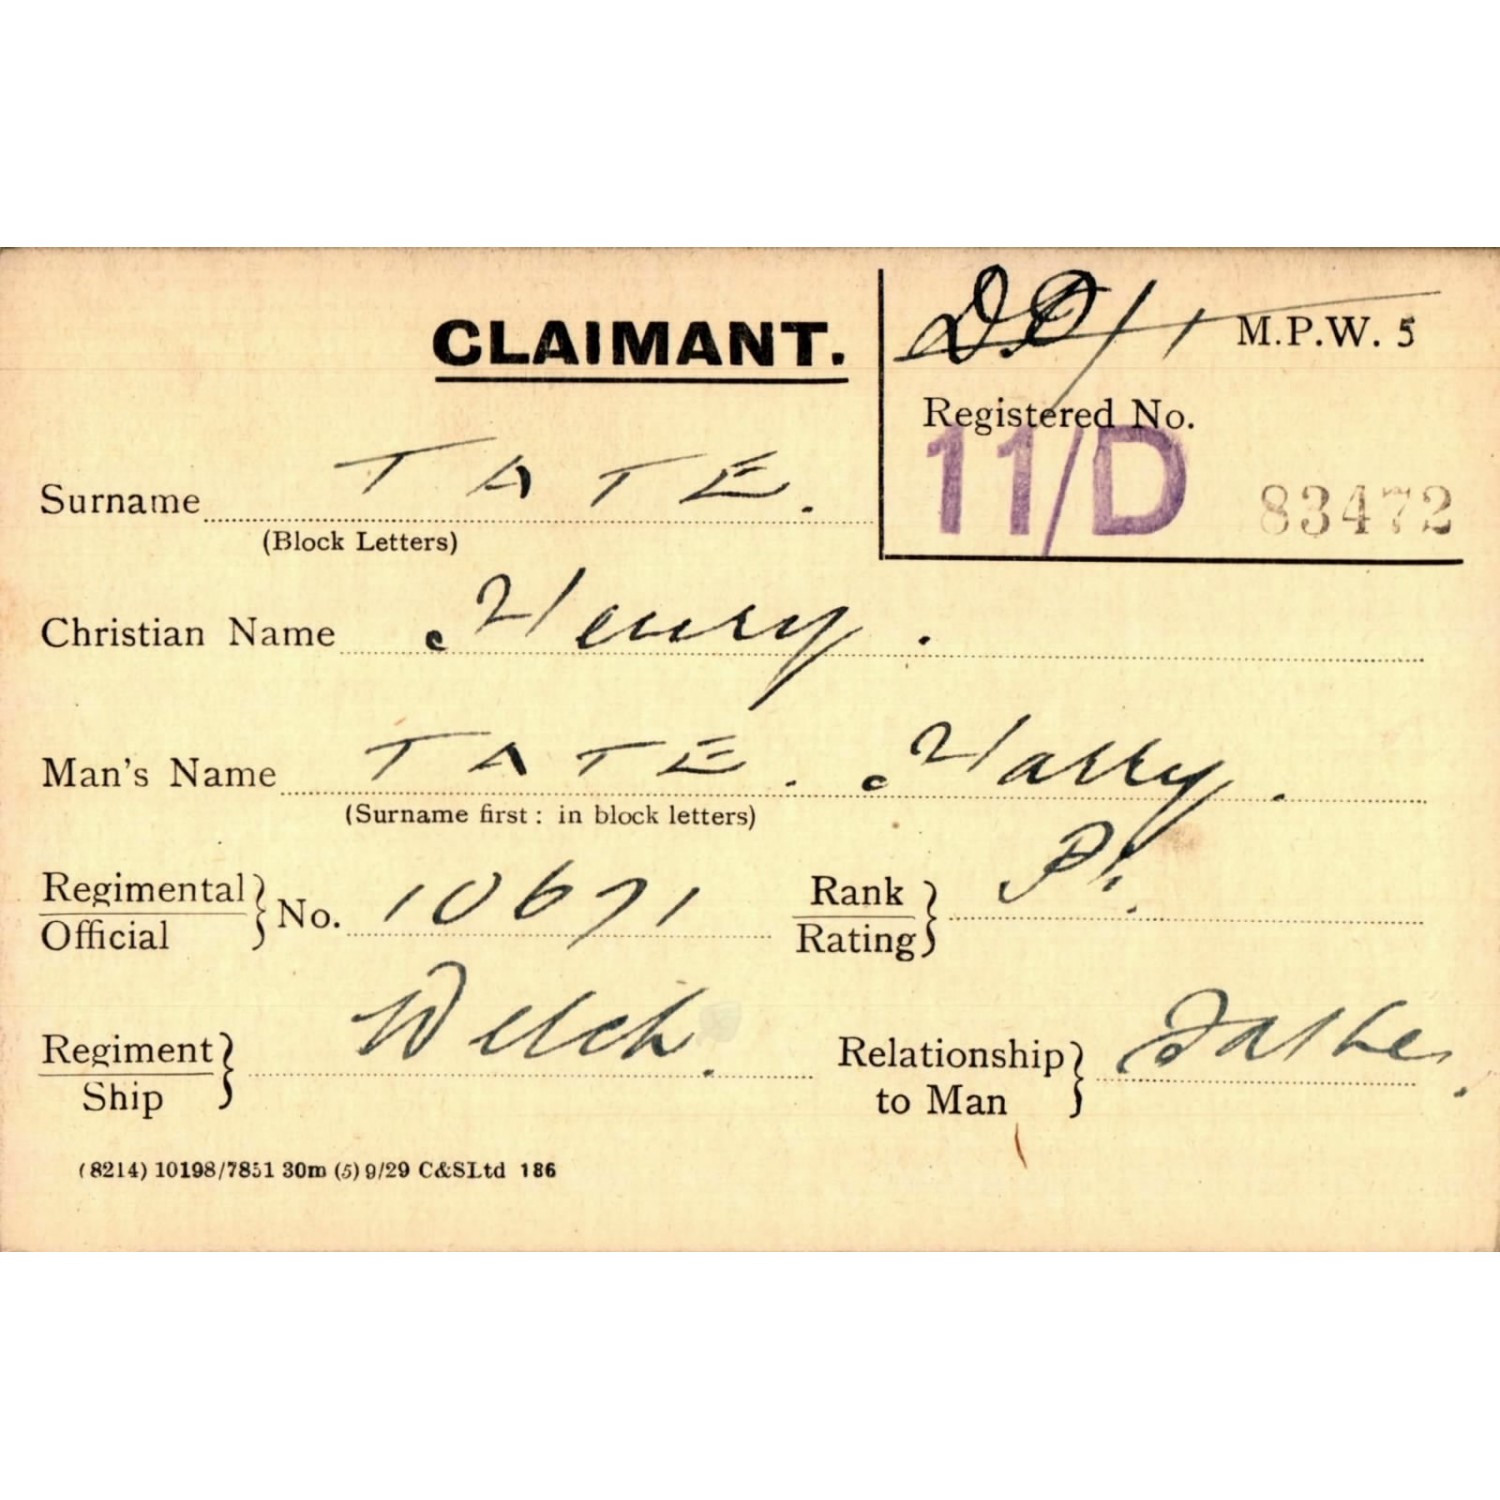 D.P/1 M.P.W. 5
CLAIMANT.
Registered No.
11/D 83472
Surname TATE.
(Block Letters)
Christian Name Henry.
Man's Name TATE. Harry.
(Surname first: in block letters)
Regimental Official } No. 10671 Rank Rating } Pt.
Regiment Ship } Welch. Relationship to Man } Father.
(8214) 10198/7851 30m (5) 9/29 C&SLtd 186